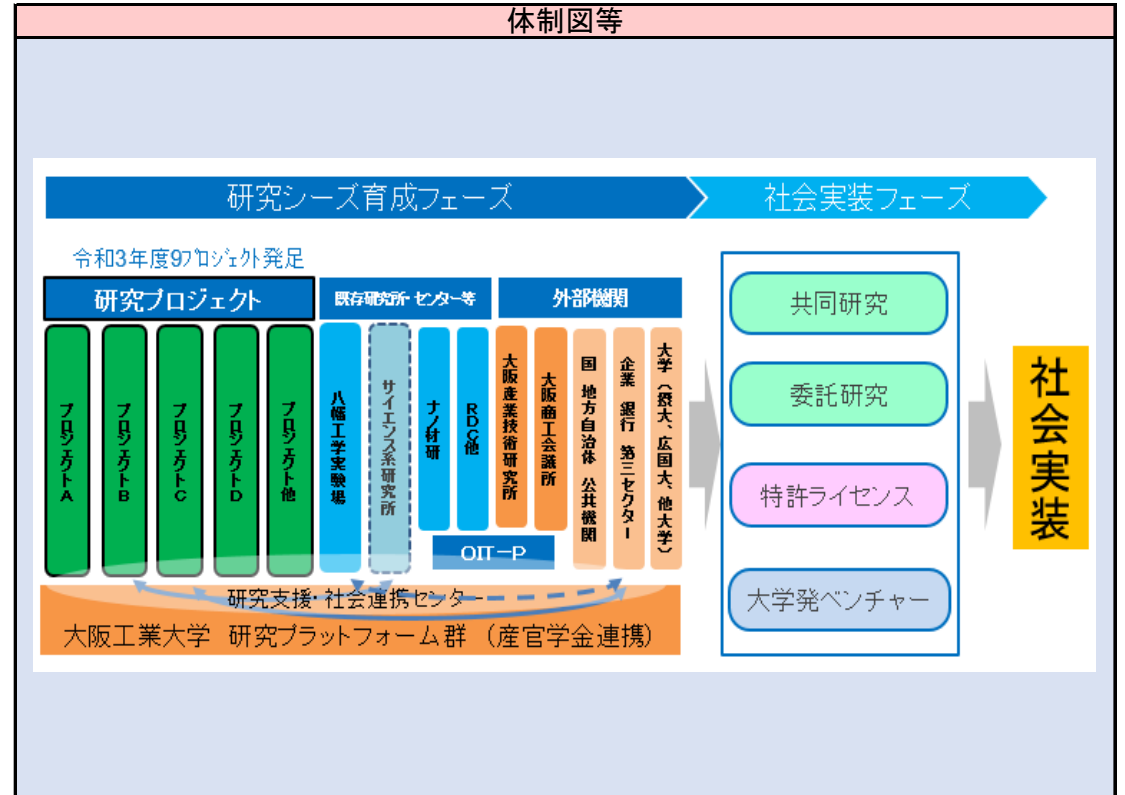 体制図等
研究シーズ育成フェーズ
社会実装フェーズ
令和3年度9プロジェクト発足
研究プロジェクト
既存研究所・センター等
外部機関
プロジェクトA
プロジェクトB
プロジェクトC
プロジェクトD
プロジェクト他
八幡工学実験場
サイエンス系研究所
ナノ材研
RDC他
大阪産業技術研究所
大阪商工会議所
国 地方自治体 公共機関
企業 銀行 第三セクター
大学（摂大、広国大、他大学）
OIT-P
研究支援・社会連携センター
大阪工業大学 研究プラットフォーム群 （産官学金連携）
共同研究
委託研究
特許ライセンス
大学発ベンチャー
社会実装